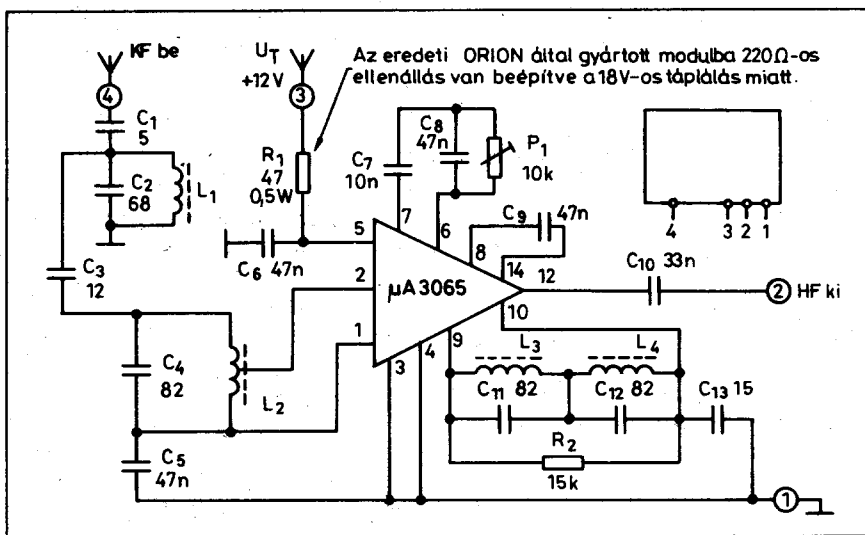 KF be
④
C1
5
C2
68
L1
C3
12
C4
82
L2
C5
47n
UT
+12V
③
R1
47
0,5W
C6 47n
Az eredeti ORION által gyártott modulba 220Ω-os
ellenállás van beépítve a 18V-os táplálás miatt.
C7
10n
C8
47n
P1
10k
4 3 2 1
5
7
6
8
C9
47n
14
12
2
1
μA3065
10
9
3
4
C10 33n
② HF ki
L3
L4
C11 82
C12 82
C13 15
R2
15k
①